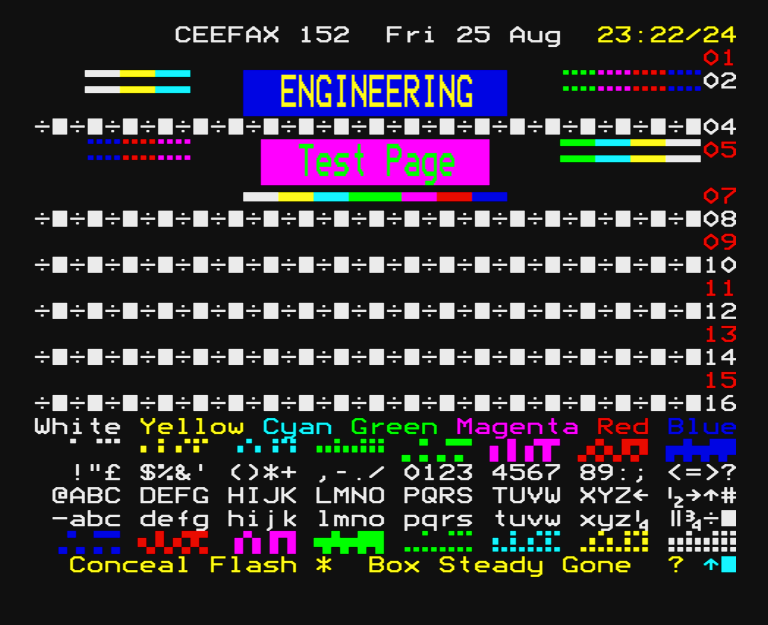 CEEFAX 152 Fri 25 Aug 23:22/24
01
ENGINEERING 02
÷■÷■÷■÷■÷■÷■÷■÷■÷■÷■÷■÷■÷■÷■÷■÷■÷■÷■÷■04
Test Page 05
07
÷■÷■÷■÷■÷■÷■÷■÷■÷■÷■÷■÷■÷■÷■÷■÷■÷■÷■÷■08
09
÷■÷■÷■÷■÷■÷■÷■÷■÷■÷■÷■÷■÷■÷■÷■÷■÷■÷■÷■10
11
÷■÷■÷■÷■÷■÷■÷■÷■÷■÷■÷■÷■÷■÷■÷■÷■÷■÷■÷■12
13
÷■÷■÷■÷■÷■÷■÷■÷■÷■÷■÷■÷■÷■÷■÷■÷■÷■÷■÷■14
15
÷■÷■÷■÷■÷■÷■÷■÷■÷■÷■÷■÷■÷■÷■÷■÷■÷■÷■÷■16
White Yellow Cyan Green Magenta Red Blue
!"£ $%&' ()*+ ,-./ 0123 4567 89:; <=>?
@ABC DEFG HIJK LMNO PQRS TUVW XYZ← ½→↑#
—abc defg hijk lmno pqrs tuvw xyz¼ ‖¾÷■
Conceal Flash * Box Steady Gone ? ↑■